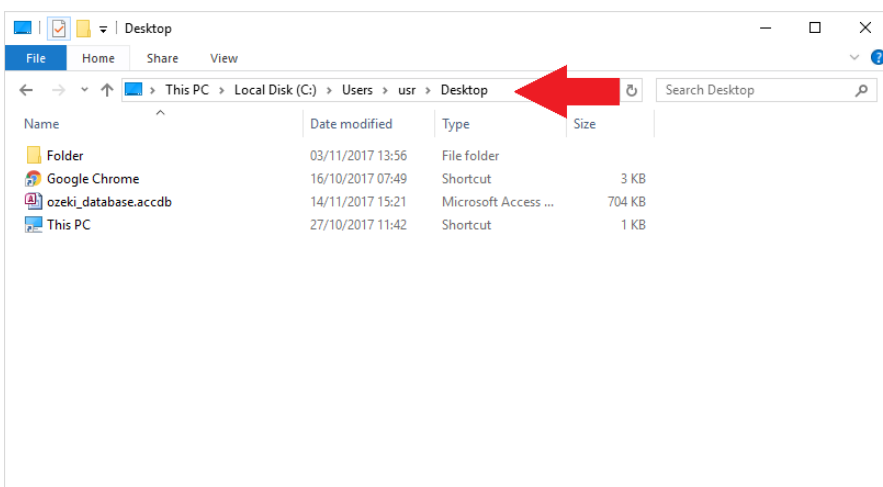 Desktop
File Home Share View
This PC > Local Disk (C:) > Users > usr > Desktop Search Desktop
Name Date modified Type Size
Folder 03/11/2017 13:56 File folder
Google Chrome 16/10/2017 07:49 Shortcut 3 KB
ozeki_database.accdb 14/11/2017 15:21 Microsoft Access ... 704 KB
This PC 27/10/2017 11:42 Shortcut 1 KB